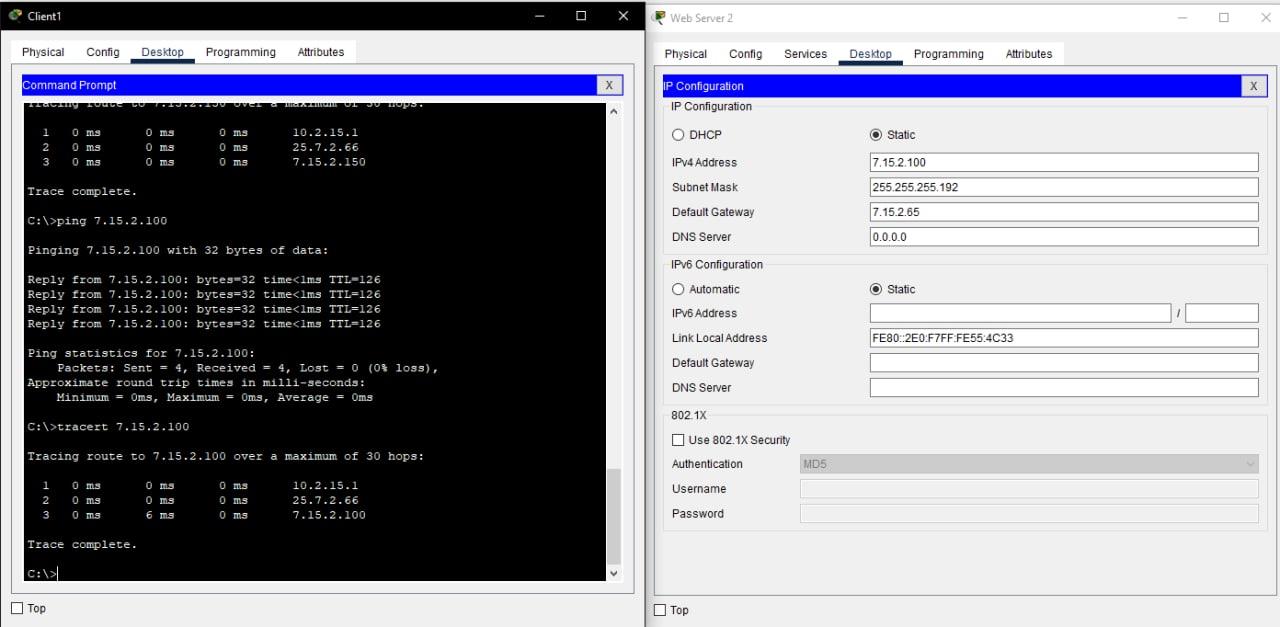 Client1
Physical Config Desktop Programming Attributes
Command Prompt X
Tracing route to 7.15.2.150 over a maximum of 30 hops:
1 0 ms 0 ms 0 ms 10.2.15.1
2 0 ms 0 ms 0 ms 25.7.2.66
3 0 ms 0 ms 0 ms 7.15.2.150
Trace complete.
C:\>ping 7.15.2.100
Pinging 7.15.2.100 with 32 bytes of data:
Reply from 7.15.2.100: bytes=32 time<1ms TTL=126
Reply from 7.15.2.100: bytes=32 time<1ms TTL=126
Reply from 7.15.2.100: bytes=32 time<1ms TTL=126
Reply from 7.15.2.100: bytes=32 time<1ms TTL=126
Ping statistics for 7.15.2.100:
Packets: Sent = 4, Received = 4, Lost = 0 (0% loss),
Approximate round trip times in milli-seconds:
Minimum = 0ms, Maximum = 0ms, Average = 0ms
C:\>tracert 7.15.2.100
Tracing route to 7.15.2.100 over a maximum of 30 hops:
1 0 ms 0 ms 0 ms 10.2.15.1
2 0 ms 0 ms 0 ms 25.7.2.66
3 0 ms 6 ms 0 ms 7.15.2.100
Trace complete.
C:\>
Top
Web Server 2
Physical Config Services Desktop Programming Attributes
IP Configuration X
IP Configuration
DHCP Static
IPv4 Address 7.15.2.100
Subnet Mask 255.255.255.192
Default Gateway 7.15.2.65
DNS Server 0.0.0.0
IPv6 Configuration
Automatic Static
IPv6 Address /
Link Local Address FE80::2E0:F7FF:FE55:4C33
Default Gateway
DNS Server
802.1X
Use 802.1X Security
Authentication MD5
Username
Password
Top